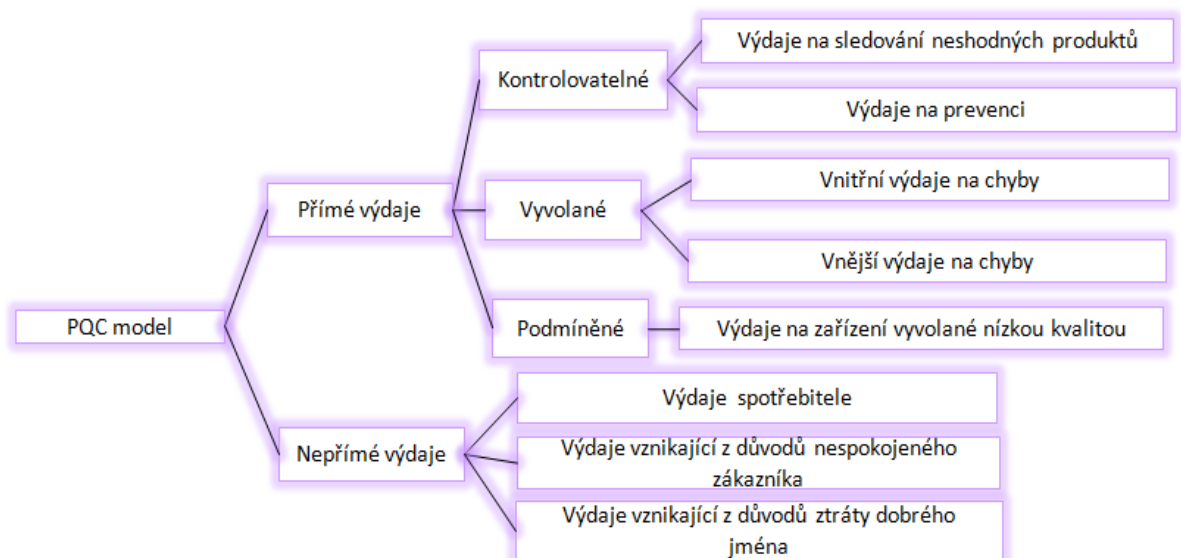 Výdaje na sledování neshodných produktů
Kontrolovatelné
Výdaje na prevenci
Vnitřní výdaje na chyby
Přímé výdaje
Vyvolané
Vnější výdaje na chyby
PQC model
Podmíněné
Výdaje na zařízení vyvolané nízkou kvalitou
Výdaje spotřebitele
Nepřímé výdaje
Výdaje vznikající z důvodů nespokojeného
zákazníka
Výdaje vznikající z důvodů ztráty dobrého
jména